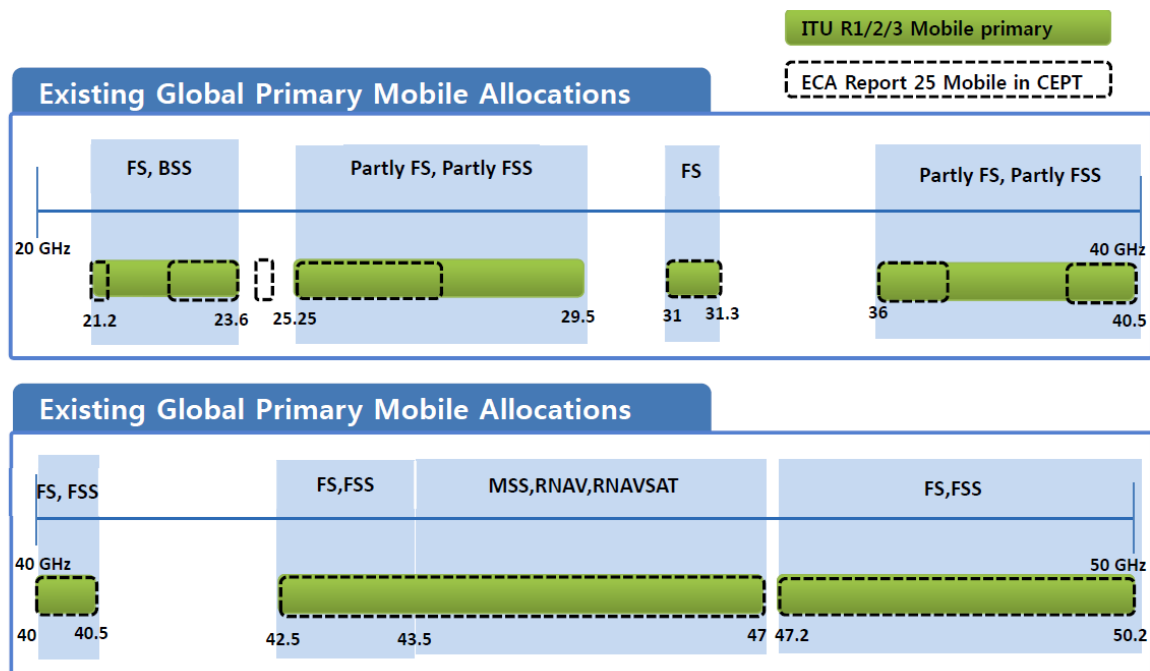 ITU R1/2/3 Mobile primary
ECA Report 25 Mobile in CEPT
Existing Global Primary Mobile Allocations
FS, BSS
Partly FS, Partly FSS
FS
Partly FS, Partly FSS
20 GHz
40 GHz
21.2
23.6
25.25
29.5
31
31.3
36
40.5
Existing Global Primary Mobile Allocations
FS, FSS
FS,FSS
MSS,RNAV,RNAVSAT
FS,FSS
40 GHz
50 GHz
40
40.5
42.5
43.5
47
47.2
50.2